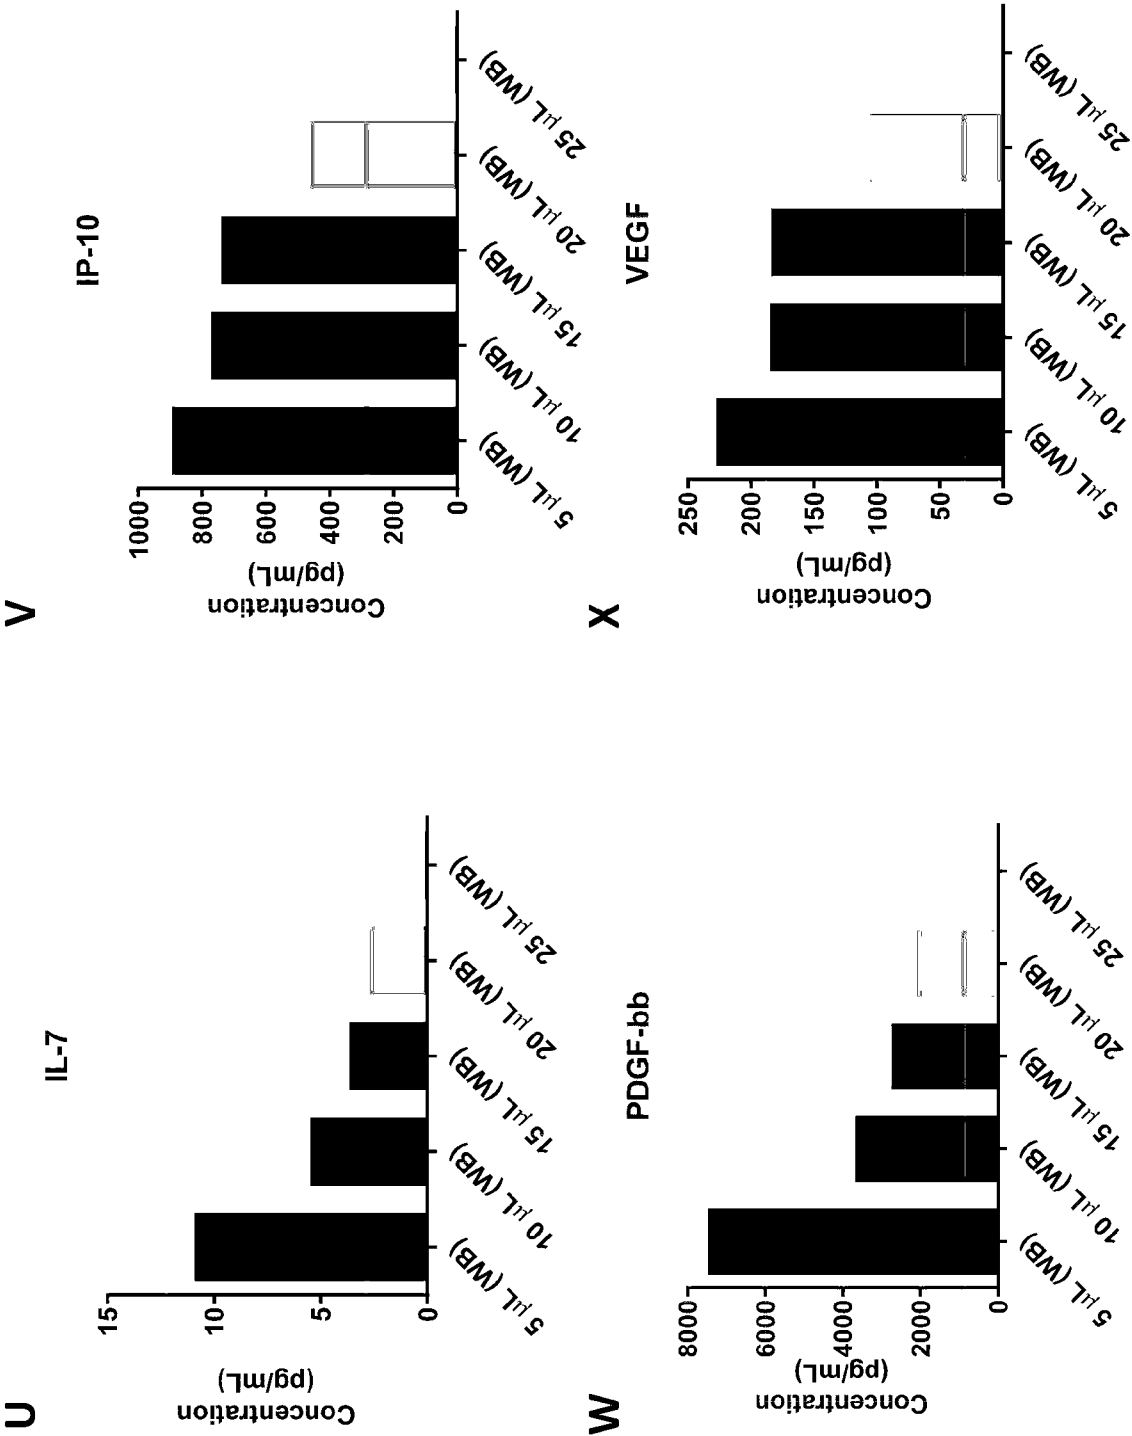 U
IL-7
Concentration
(pg/mL)
15
10
5
0
5 µL (WB)
10 µL (WB)
15 µL (WB)
20 µL (WB)
25 µL (WB)
V
IP-10
Concentration
(pg/mL)
1000
800
600
400
200
0
5 µL (WB)
10 µL (WB)
15 µL (WB)
20 µL (WB)
25 µL (WB)
W
PDGF-bb
Concentration
(pg/mL)
8000
6000
4000
2000
0
5 µL (WB)
10 µL (WB)
15 µL (WB)
20 µL (WB)
25 µL (WB)
X
VEGF
Concentration
(pg/mL)
250
200
150
100
50
0
5 µL (WB)
10 µL (WB)
15 µL (WB)
20 µL (WB)
25 µL (WB)